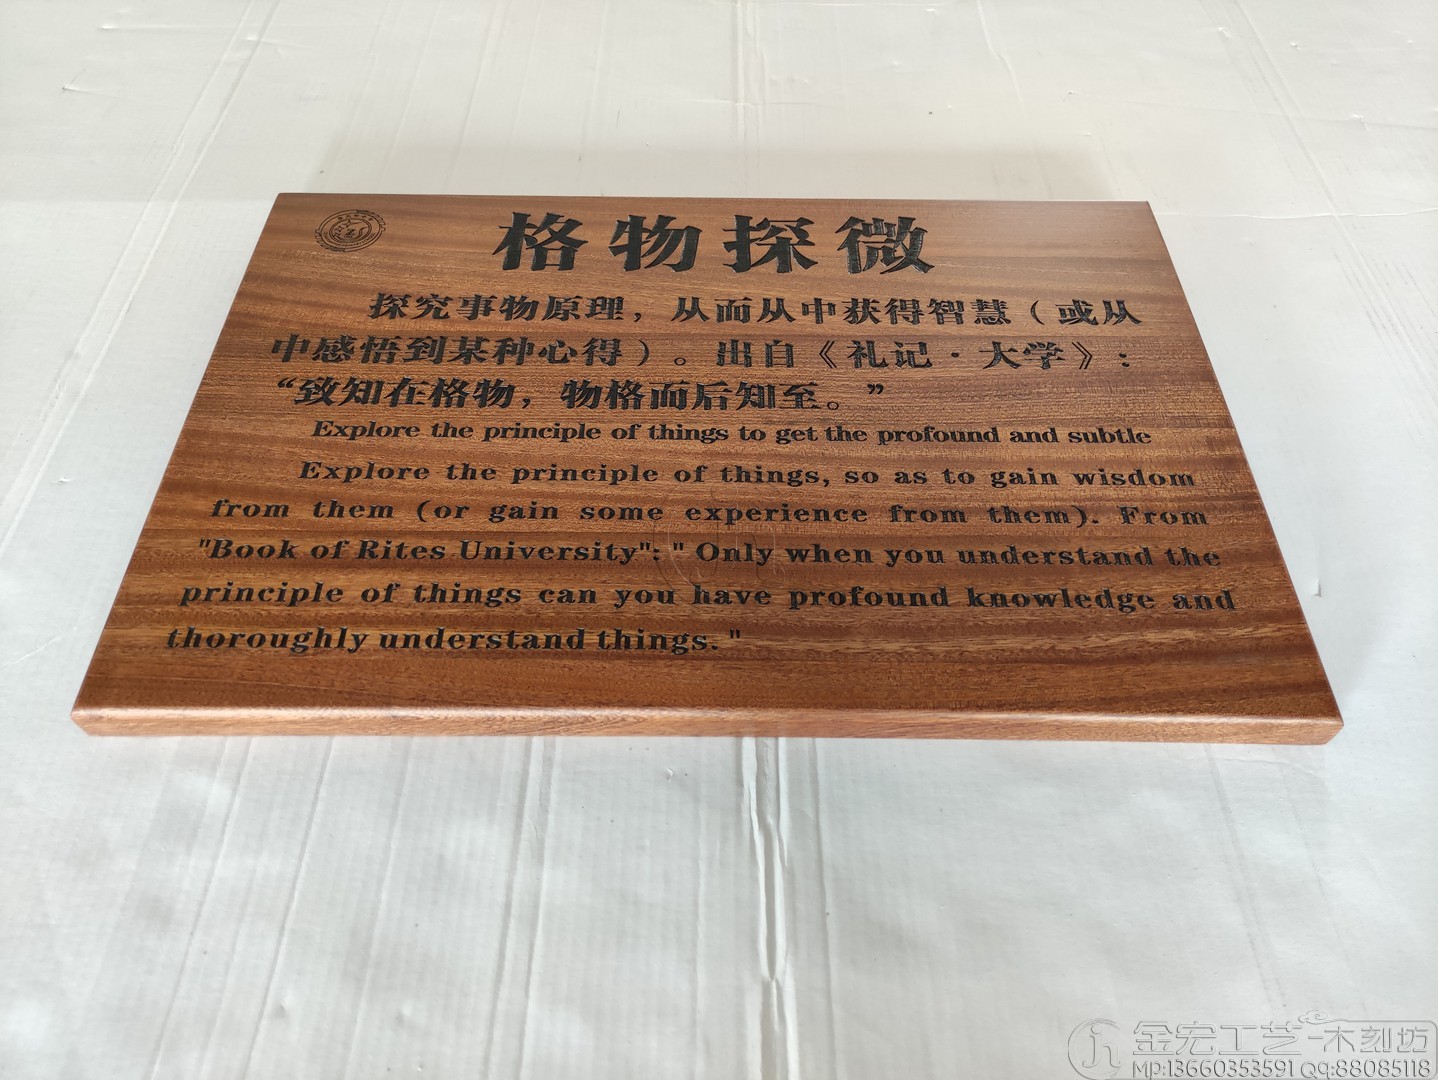 格物探微
探究事物原理，从而从中获得智慧（或从
中感悟到某种心得）。出自《礼记·大学》：
“致知在格物，物格而后知至。”
Explore the principle of things to get the profound and subtle
Explore the principle of things, so as to gain wisdom
from them (or gain some experience from them). From
"Book of Rites University": " Only when you understand the
principle of things can you have profound knowledge and
thoroughly understand things. "
金宏工艺-木刻坊
MP:13660353591 QQ:88085118